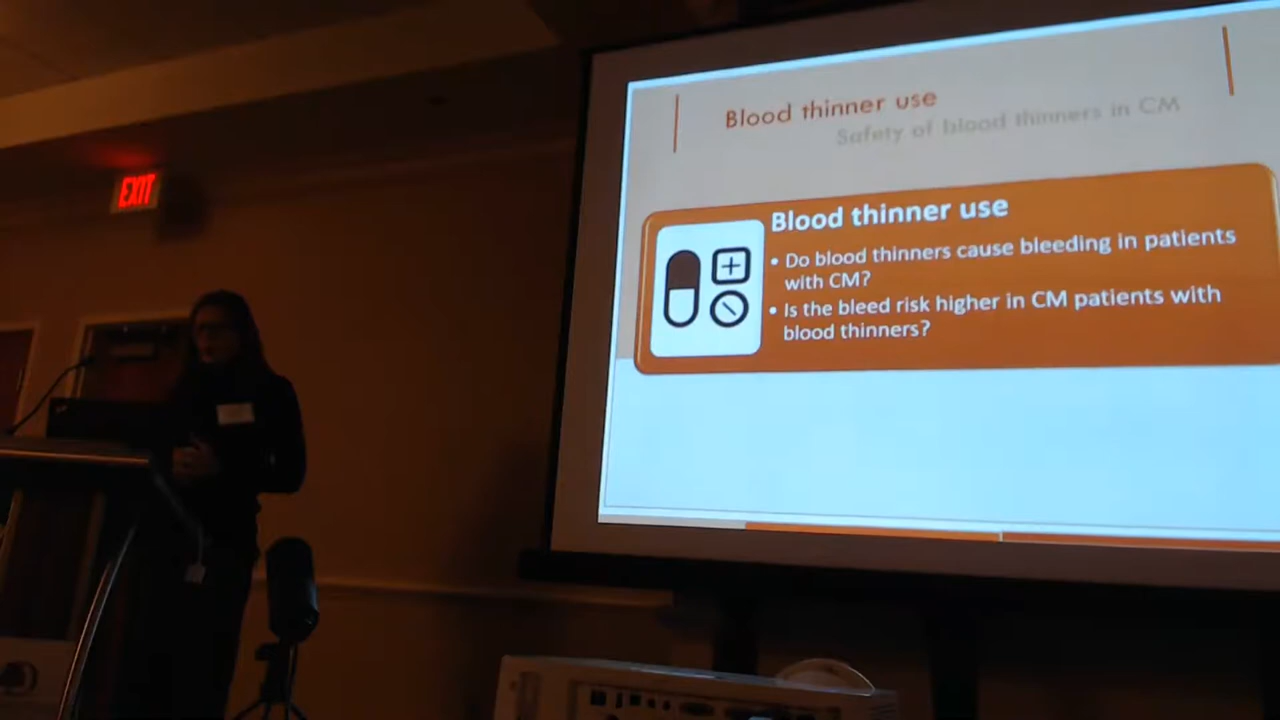 Blood thinner use
Safety of blood thinners in CM
EXIT
Blood thinner use
• Do blood thinners cause bleeding in patients
with CM?
• Is the bleed risk higher in CM patients with
blood thinners?